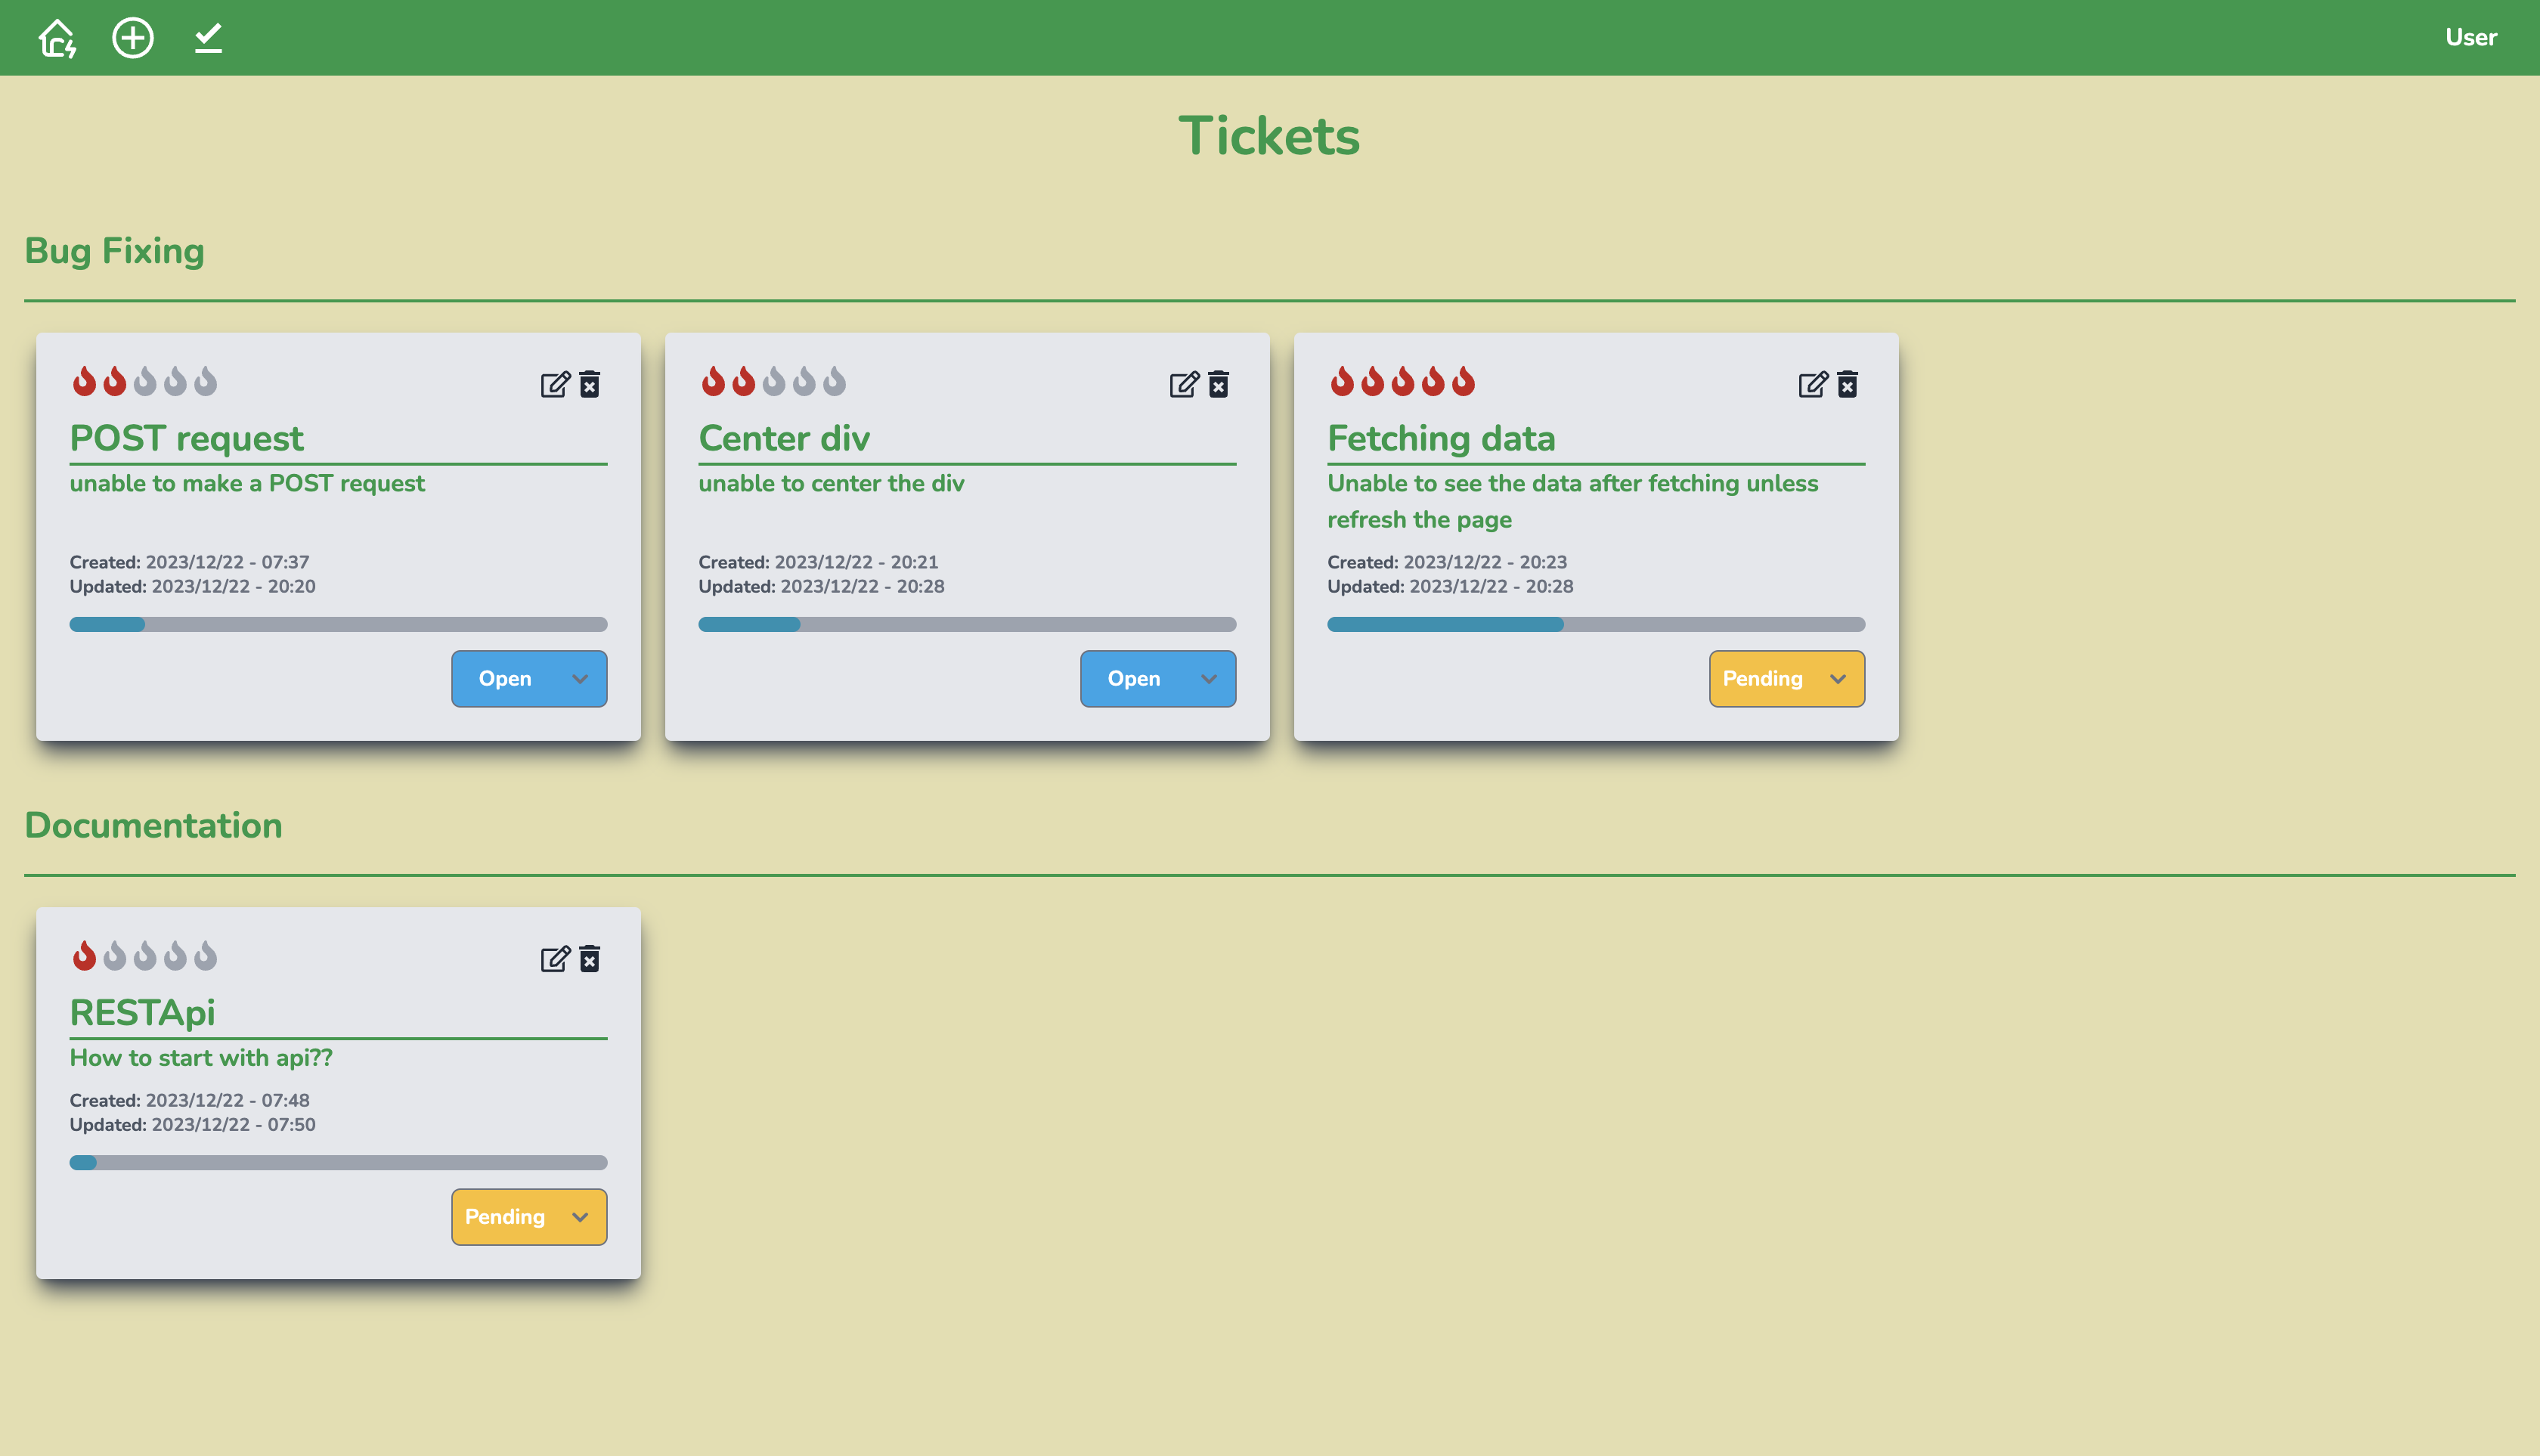 User
Tickets
Bug Fixing
POST request
unable to make a POST request
Created: 2023/12/22 - 07:37
Updated: 2023/12/22 - 20:20
Open
Center div
unable to center the div
Created: 2023/12/22 - 20:21
Updated: 2023/12/22 - 20:28
Open
Fetching data
Unable to see the data after fetching unless
refresh the page
Created: 2023/12/22 - 20:23
Updated: 2023/12/22 - 20:28
Pending
Documentation
RESTApi
How to start with api??
Created: 2023/12/22 - 07:48
Updated: 2023/12/22 - 07:50
Pending